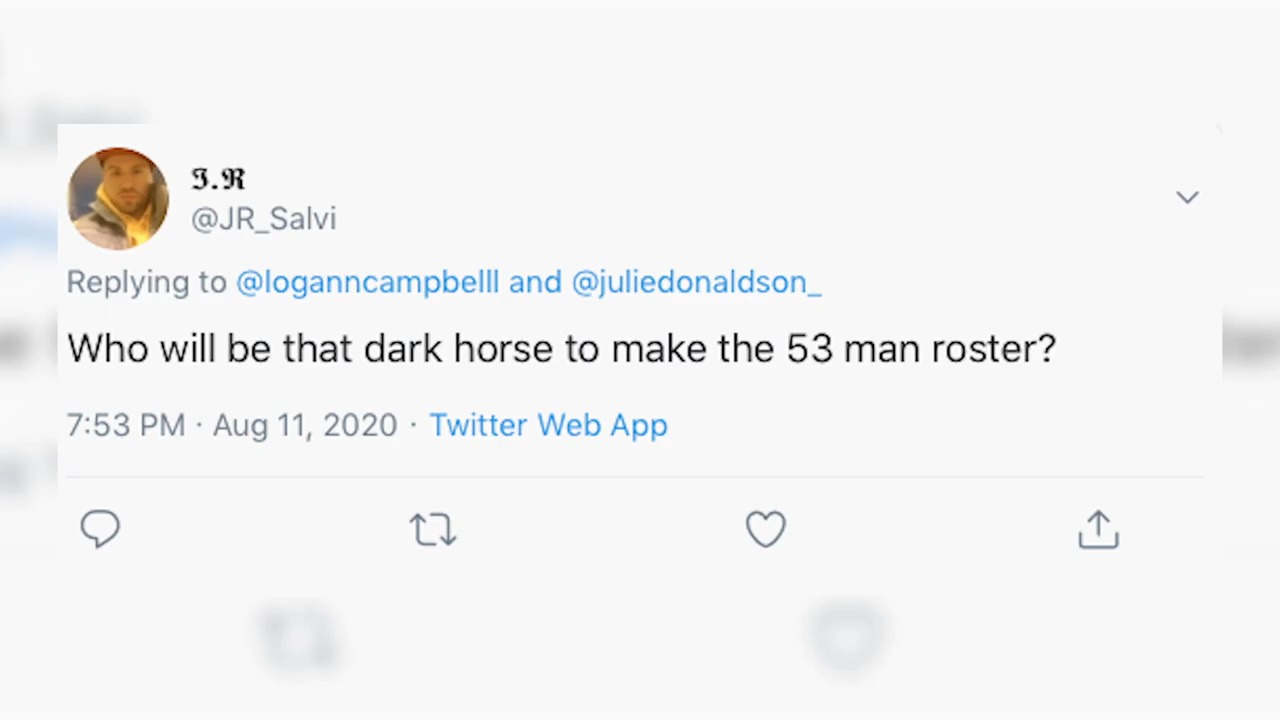 𝕴.𝕽
@JR_Salvi
Replying to @loganncampbelll and @juliedonaldson_
Who will be that dark horse to make the 53 man roster?
7:53 PM · Aug 11, 2020 · Twitter Web App